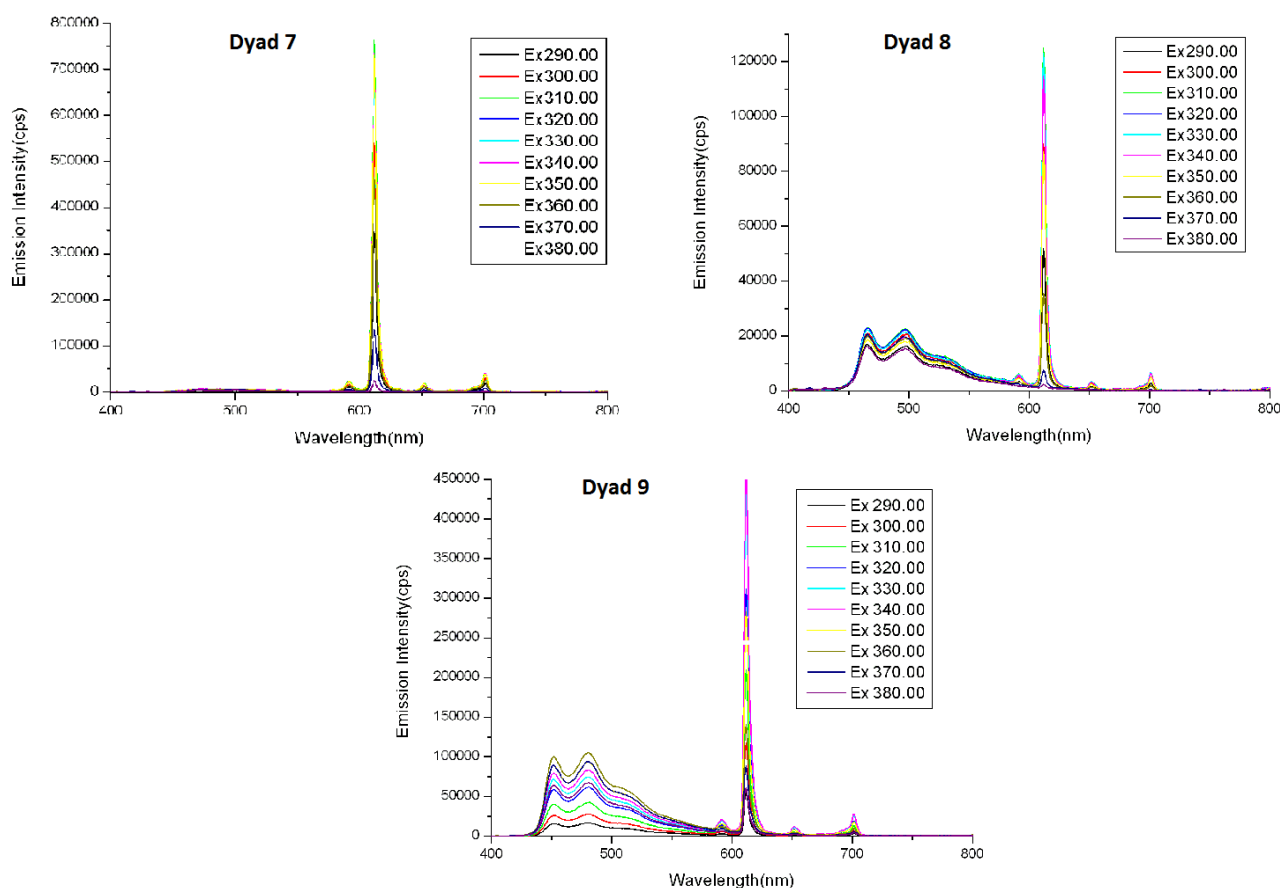 Dyad 7
Emission Intensity(cps)
800000
700000
600000
500000
400000
300000
200000
100000
0
400
500
600
700
800
Wavelength(nm)
Ex290.00
Ex300.00
Ex310.00
Ex320.00
Ex330.00
Ex340.00
Ex350.00
Ex360.00
Ex370.00
Ex380.00
Dyad 8
Emission Intensity(cps)
120000
100000
80000
60000
40000
20000
0
400
500
600
700
800
Wavelength(nm)
Ex290.00
Ex300.00
Ex310.00
Ex320.00
Ex330.00
Ex340.00
Ex350.00
Ex360.00
Ex370.00
Ex380.00
Dyad 9
Emission Intensity(cps)
450000
400000
350000
300000
250000
200000
150000
100000
50000
0
400
500
600
700
800
Wavelength(nm)
Ex 290.00
Ex 300.00
Ex 310.00
Ex 320.00
Ex 330.00
Ex 340.00
Ex 350.00
Ex 360.00
Ex 370.00
Ex 380.00